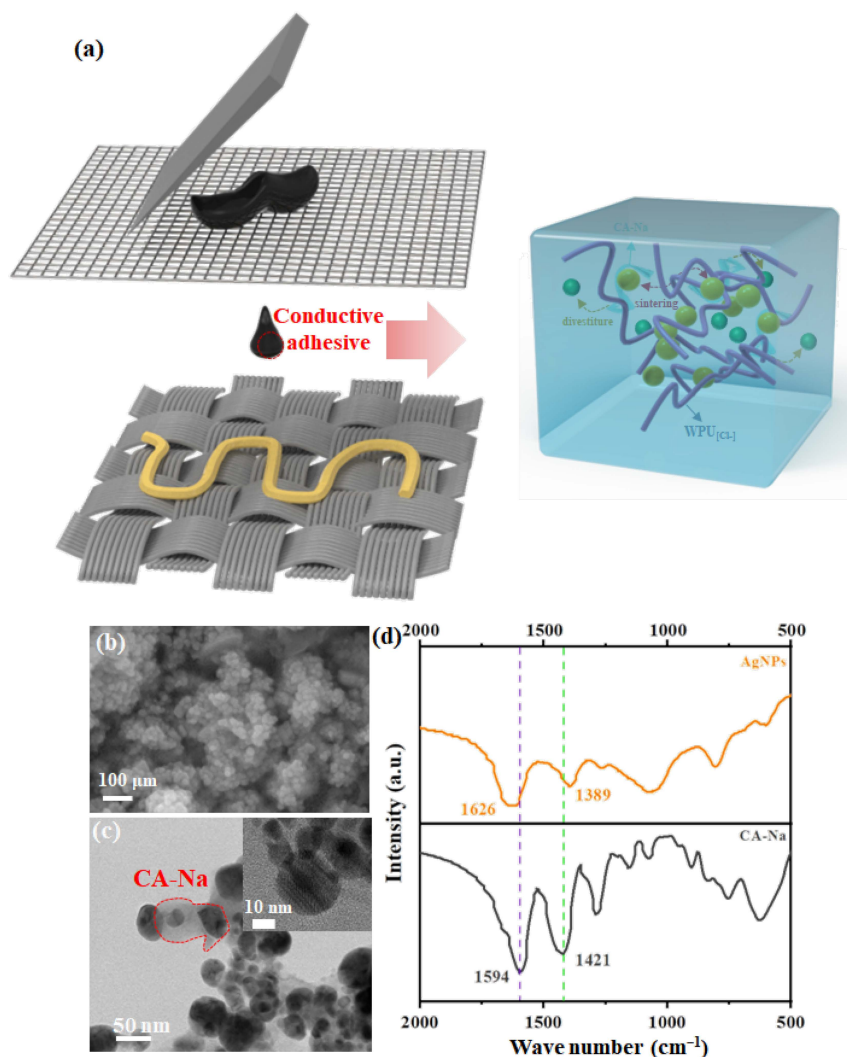 (a)
CA-Na
sintering
divestiture
Conductive
adhesive
WPU[Cl-]
(b)
100 μm
(c)
CA-Na
10 nm
50 nm
(d)
2000 1500 1000 500
AgNPs
1626
1389
CA-Na
1594
1421
Intensity (a.u.)
2000 1500 1000 500
Wave number (cm⁻¹)